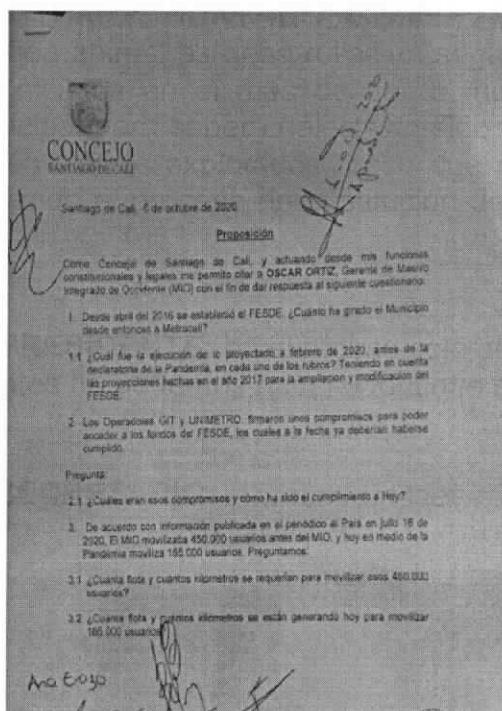 CONCEJO
SANTIAGO DE CALI
Santiago de Cali, 6 de octubre de 2020
Proposición
Como Concejo de Santiago de Cali, y actuando desde mis funciones
constitucionales y legales me permito citar a OSCAR ORTIZ, Gerente de Masivo
Integrado de Occidente (MIO) con el fin de dar respuesta al siguiente cuestionario:
1. Desde abril del 2016 se estableció el FESDE. ¿Cuánto ha girado el Municipio
desde entonces a Metrocali?
1.1 ¿Cuál fue la ejecución de lo proyectado a febrero de 2020, antes de la
declaratoria de la Pandemia, en cada uno de los rubros? Teniendo en cuenta
las proyecciones hechas en el año 2017 para la ampliación y modificación del
FESDE.
2. Los Operadores GIT y UNIMETRO, firmaron unos compromisos para poder
acceder a los fondos del FESDE, los cuales a la fecha ya deberían haberse
cumplido.
Pregunta:
2.1 ¿Cuáles eran esos compromisos y cómo ha sido el cumplimiento a Hoy?
3. De acuerdo con información publicada en el periódico el País en julio 16 de
2020, El MIO movilizaba 450.000 usuarios antes del MIO, y hoy en medio de la
Pandemia moviliza 165.000 usuarios. Preguntamos:
3.1 ¿Cuánta flota y cuántos kilómetros se requerían para movilizar esos 450.000
usuarios?
3.2 ¿Cuánta flota y cuántos kilómetros se están generando hoy para movilizar
165.000 usuarios
Ana Erazo